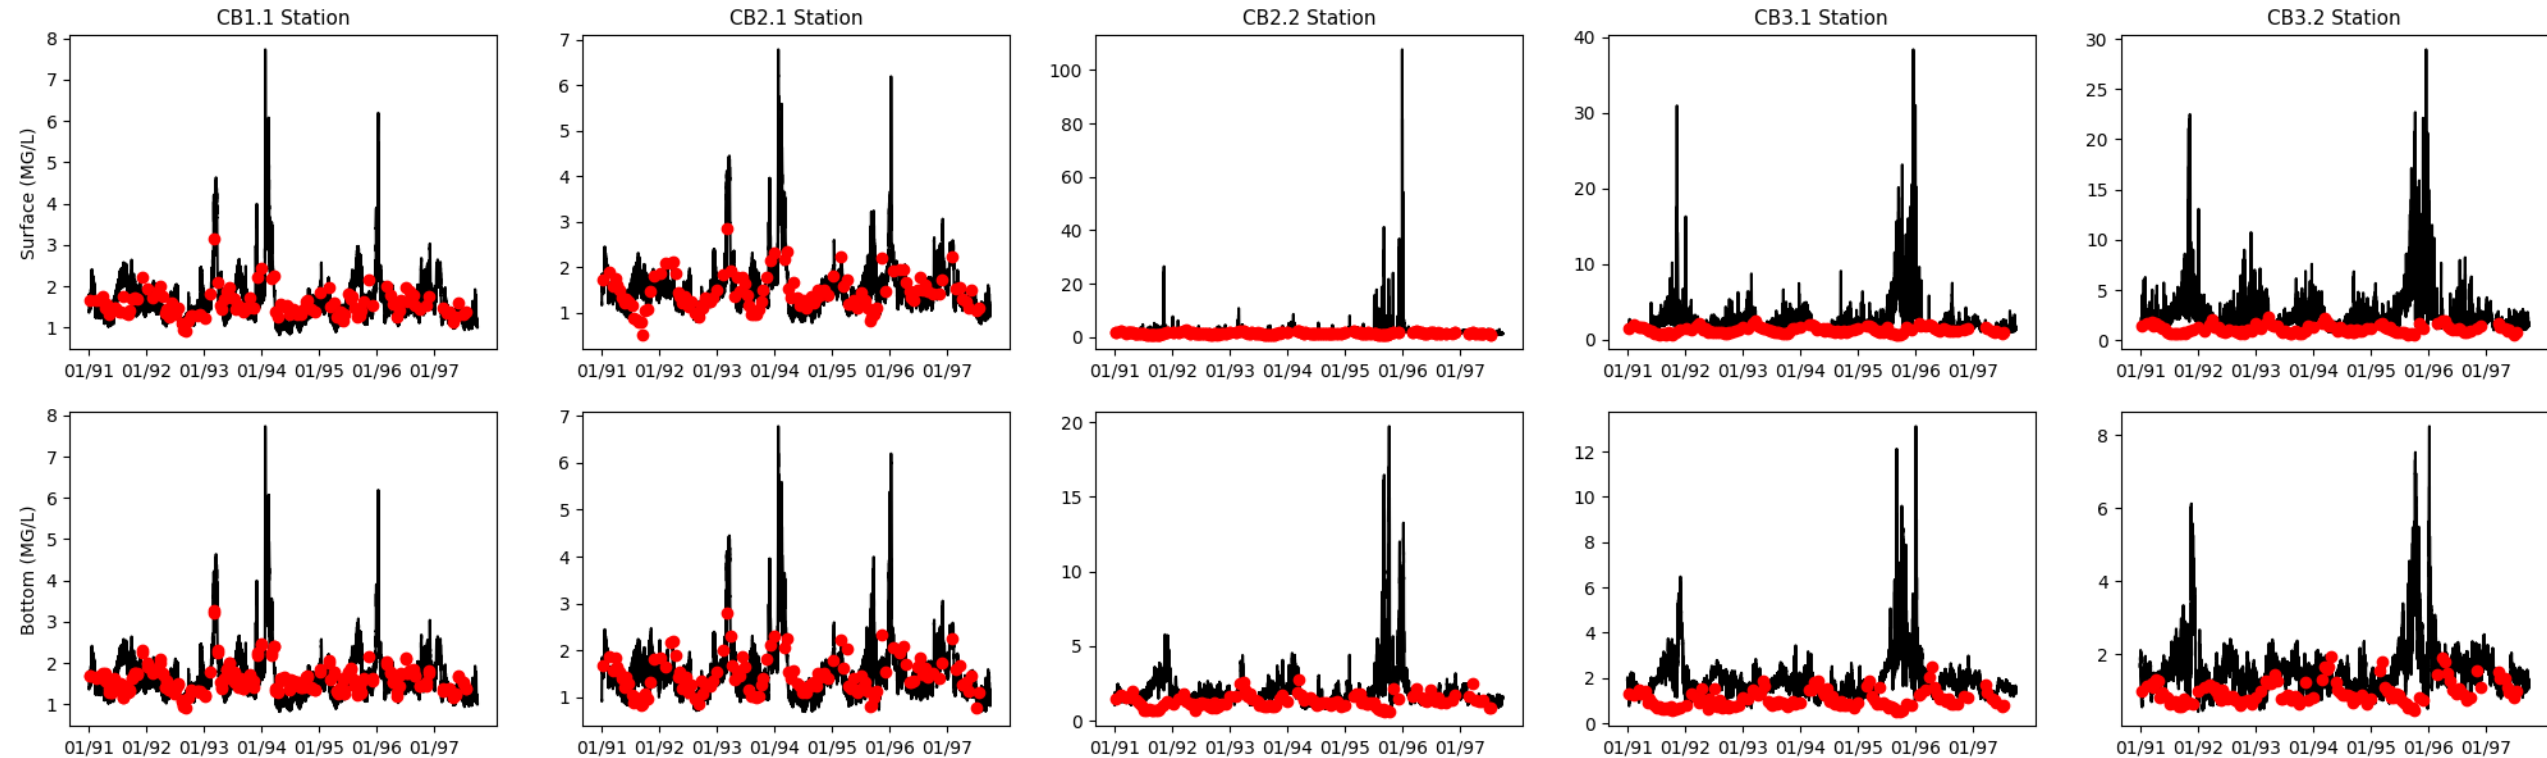 CB1.1 Station CB2.1 Station CB2.2 Station CB3.1 Station CB3.2 Station
Surface (MG/L)
8 7 6 5 4 3 2 1
7 6 5 4 3 2 1
100 80 60 40 20 0
40 30 20 10 0
30 25 20 15 10 5 0
01/91 01/92 01/93 01/94 01/95 01/96 01/97
01/91 01/92 01/93 01/94 01/95 01/96 01/97
01/91 01/92 01/93 01/94 01/95 01/96 01/97
01/91 01/92 01/93 01/94 01/95 01/96 01/97
01/91 01/92 01/93 01/94 01/95 01/96 01/97
Bottom (MG/L)
8 7 6 5 4 3 2 1
7 6 5 4 3 2 1
20 15 10 5 0
12 10 8 6 4 2 0
8 6 4 2
01/91 01/92 01/93 01/94 01/95 01/96 01/97
01/91 01/92 01/93 01/94 01/95 01/96 01/97
01/91 01/92 01/93 01/94 01/95 01/96 01/97
01/91 01/92 01/93 01/94 01/95 01/96 01/97
01/91 01/92 01/93 01/94 01/95 01/96 01/97